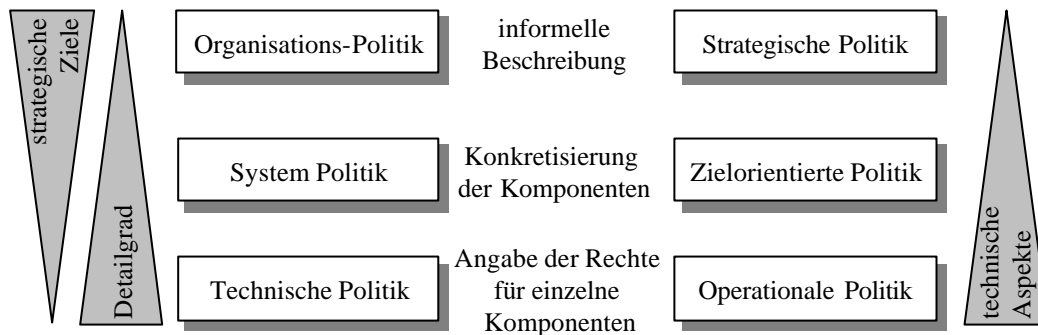 strategische
Ziele
Detailgrad
Organisations-Politik
informelle
Beschreibung
Strategische Politik
System Politik
Konkretisierung
der Komponenten
Zielorientierte Politik
Technische Politik
Angabe der Rechte
für einzelne
Komponenten
Operationale Politik
technische
Aspekte